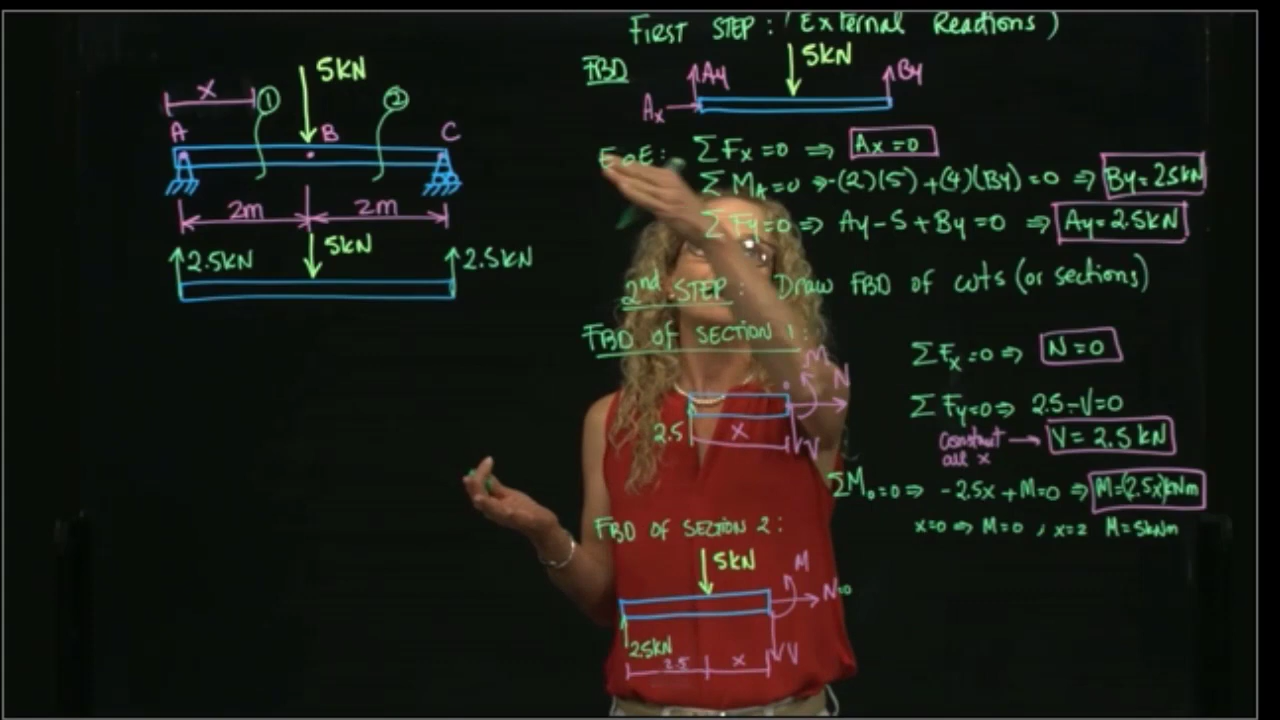 FIRST STEP: (External Reactions)
FBD
Ay
5KN
By
Ax
EoE:
ΣFx=0 ⇒ Ax=0
ΣMA=0 ⇒ -(2)(5)+(4)(By)=0 ⇒ By=2.5KN
ΣFy=0 ⇒ Ay-5+By=0 ⇒ Ay=2.5KN
5KN
x
1
2
A
B
C
2m
2m
2.5KN
5KN
2.5KN
2nd STEP: Draw FBD of cuts (or sections)
FBD OF SECTION 1:
M
N
2.5
x
V
ΣFx=0 ⇒ N=0
ΣFy=0 ⇒ 2.5-V=0
Constant
all x
V=2.5KN
ΣMo=0 ⇒ -2.5x+M=0 ⇒ M=(2.5x)KNm
x=0 ⇒ M=0, x=2 M=5KNm
FBD OF SECTION 2:
5KN
M
N=0
2.5KN
V
2.5
x